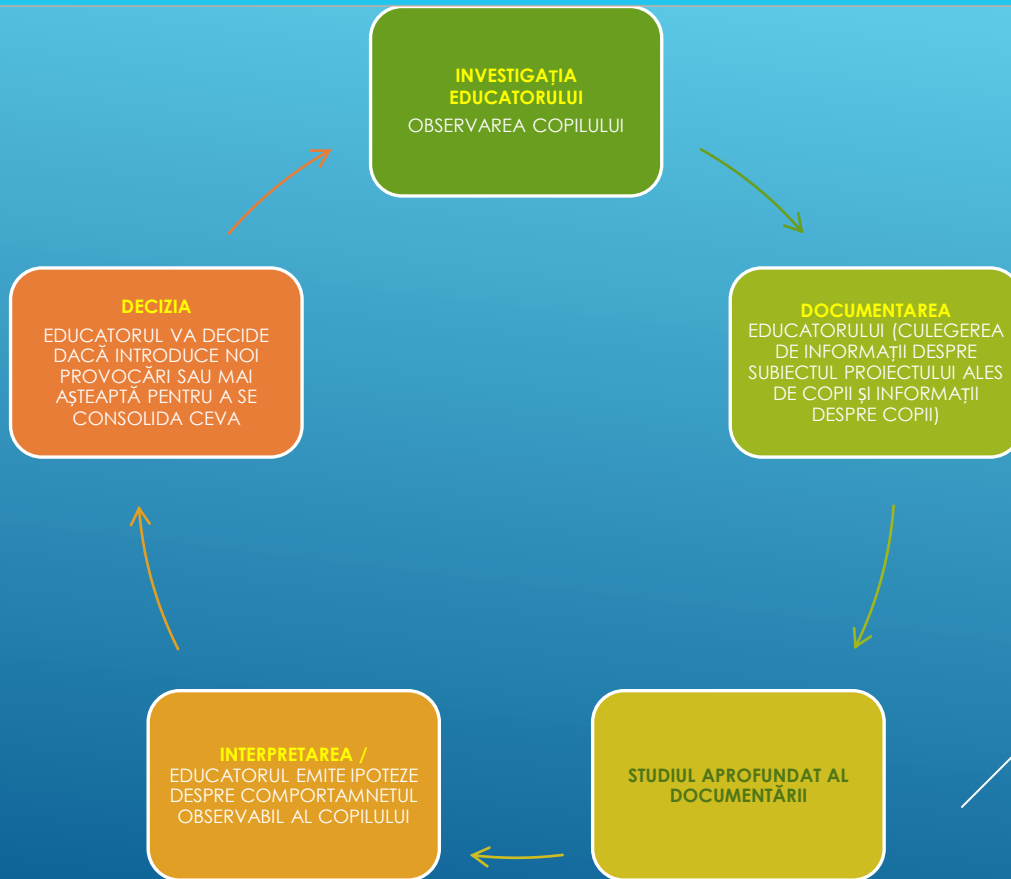 INVESTIGAȚIA
EDUCATORULUI
OBSERVAREA COPILULUI
DOCUMENTAREA
EDUCATORULUI (CULEGEREA
DE INFORMAȚII DESPRE
SUBIECTUL PROIECTULUI ALES
DE COPII ȘI INFORMAȚII
DESPRE COPII)
STUDIUL APROFUNDAT AL
DOCUMENTĂRII
INTERPRETAREA /
EDUCATORUL EMITE IPOTEZE
DESPRE COMPORTAMNETUL
OBSERVABIL AL COPILULUI
DECIZIA
EDUCATORUL VA DECIDE
DACĂ INTRODUCE NOI
PROVOCĂRI SAU MAI
AȘTEAPTĂ PENTRU A SE
CONSOLIDA CEVA